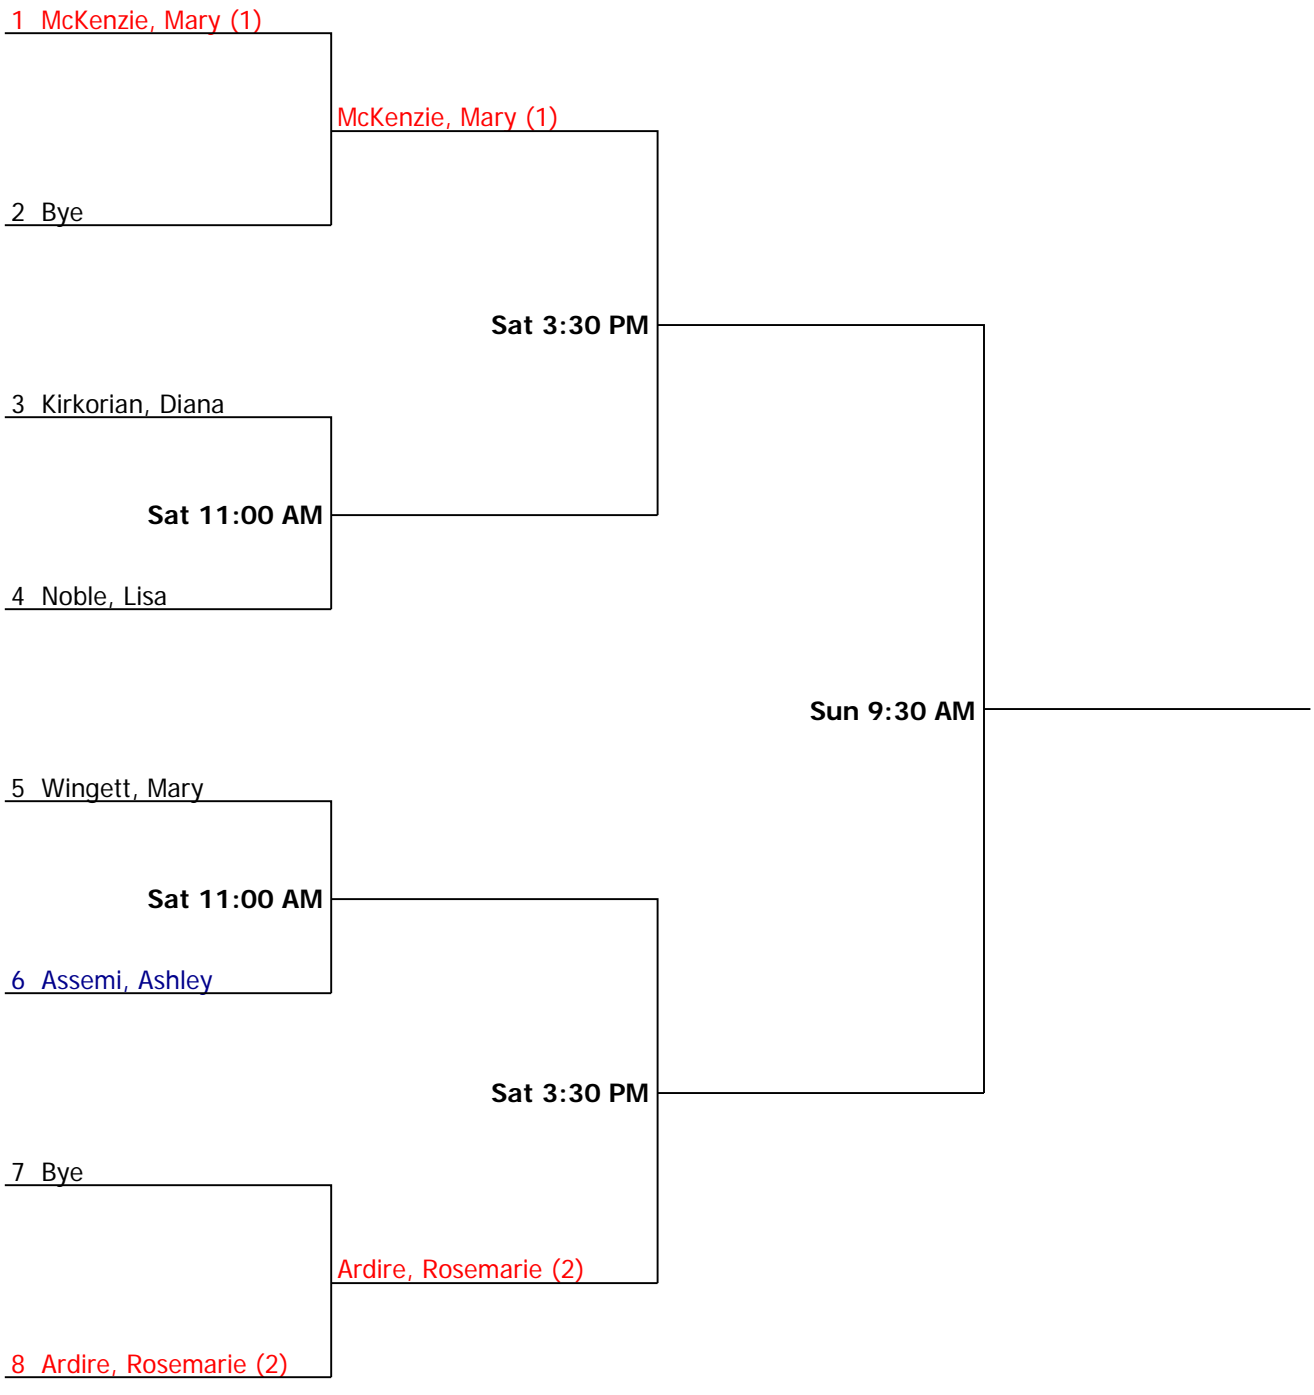 1 McKenzie, Mary (1)
McKenzie, Mary (1)
2 Bye
Sat 3:30 PM
3 Kirkorian, Diana
Sat 11:00 AM
4 Noble, Lisa
Sun 9:30 AM
5 Wingett, Mary
Sat 11:00 AM
6 Assemi, Ashley
Sat 3:30 PM
7 Bye
Ardire, Rosemarie (2)
8 Ardire, Rosemarie (2)